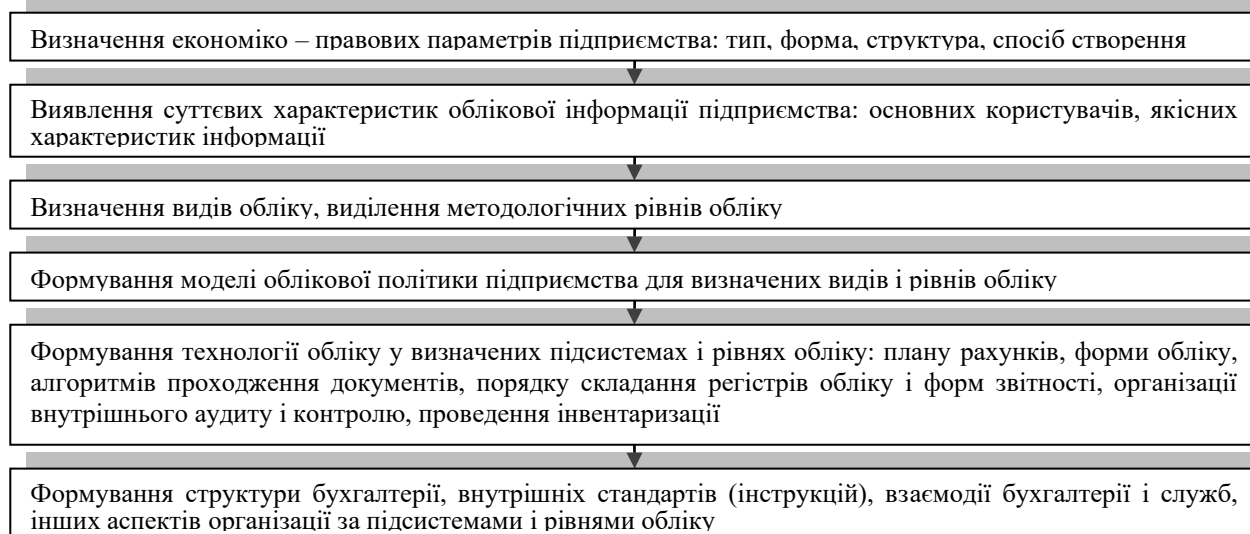 Визначення економіко – правових параметрів підприємства: тип, форма, структура, спосіб створення
Виявлення суттєвих характеристик облікової інформації підприємства: основних користувачів, якісних
характеристик інформації
Визначення видів обліку, виділення методологічних рівнів обліку
Формування моделі облікової політики підприємства для визначених видів і рівнів обліку
Формування технології обліку у визначених підсистемах і рівнях обліку: плану рахунків, форми обліку,
алгоритмів проходження документів, порядку складання регістрів обліку і форм звітності, організації
внутрішнього аудиту і контролю, проведення інвентаризації
Формування структури бухгалтерії, внутрішніх стандартів (інструкцій), взаємодії бухгалтерії і служб,
інших аспектів організації за підсистемами і рівнями обліку